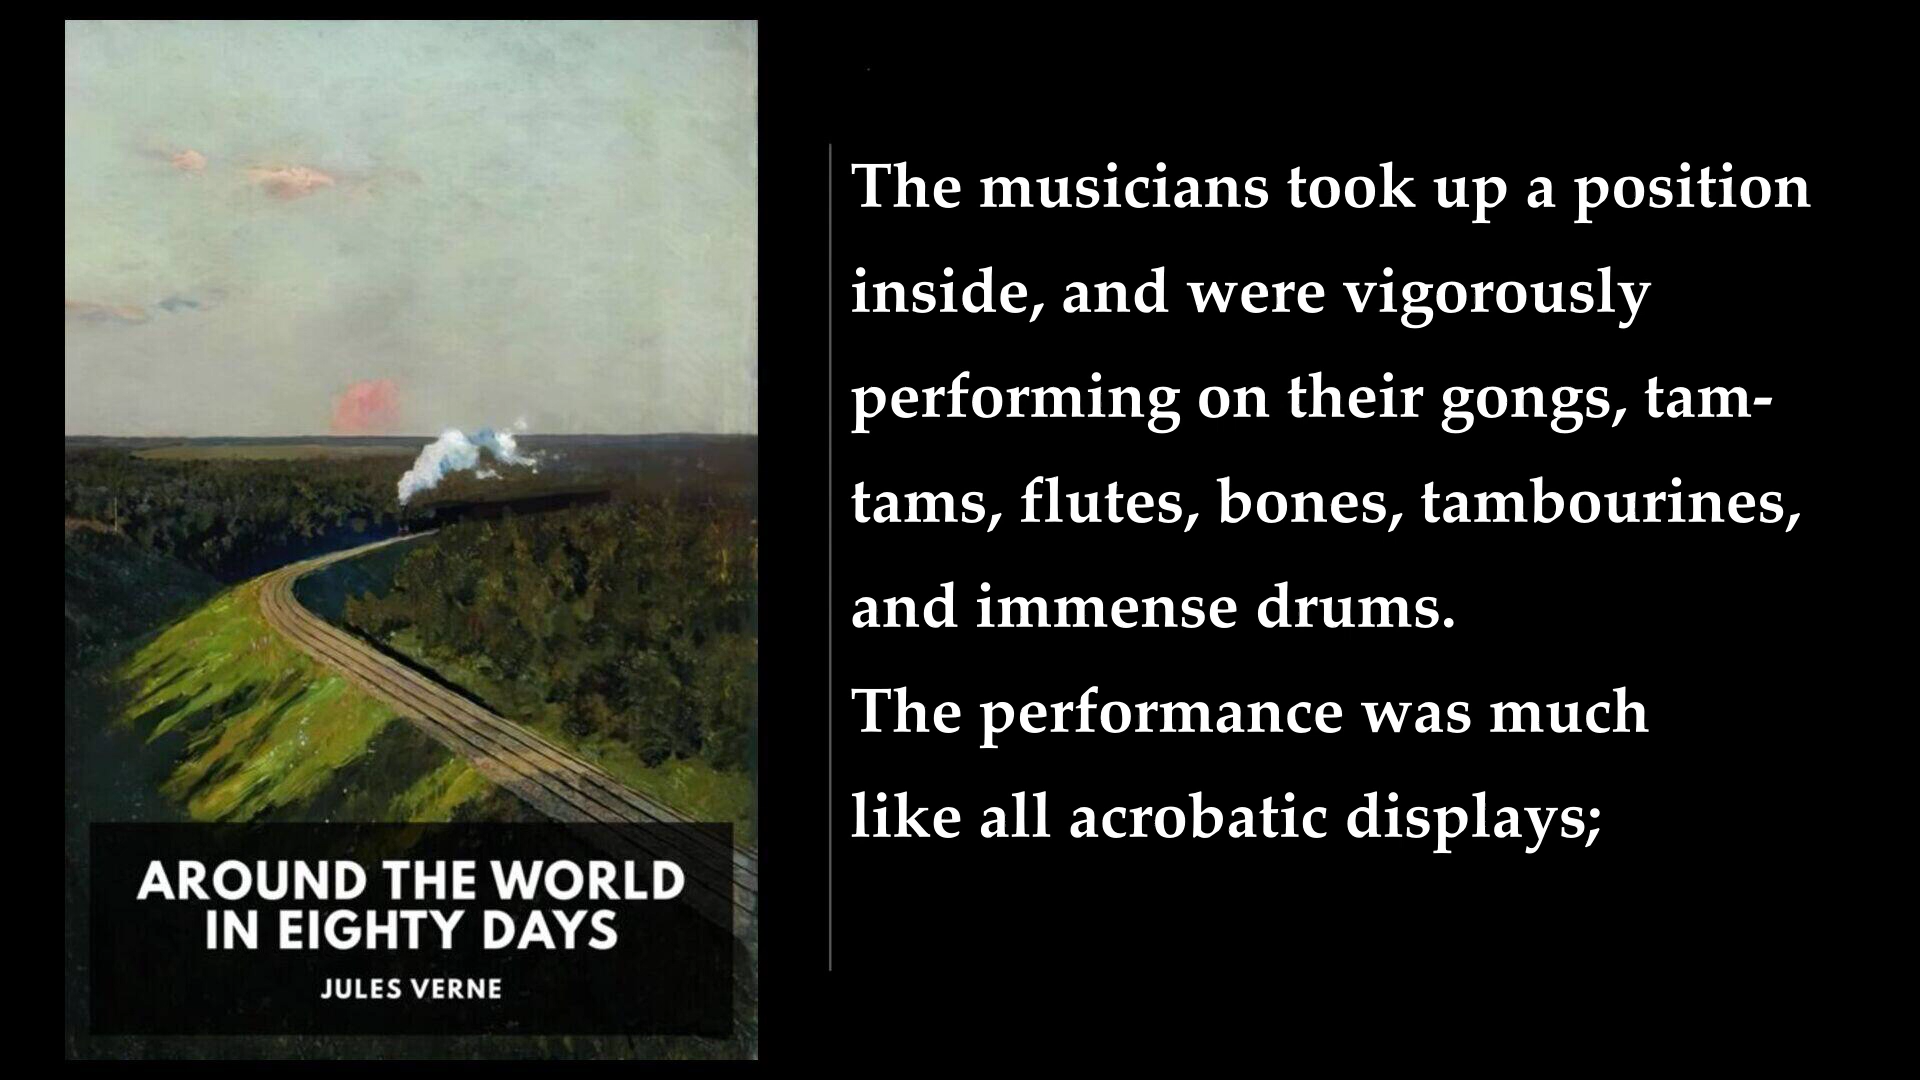 AROUND THE WORLD
IN EIGHTY DAYS
JULES VERNE
The musicians took up a position
inside, and were vigorously
performing on their gongs, tam-
tams, flutes, bones, tambourines,
and immense drums.
The performance was much
like all acrobatic displays;